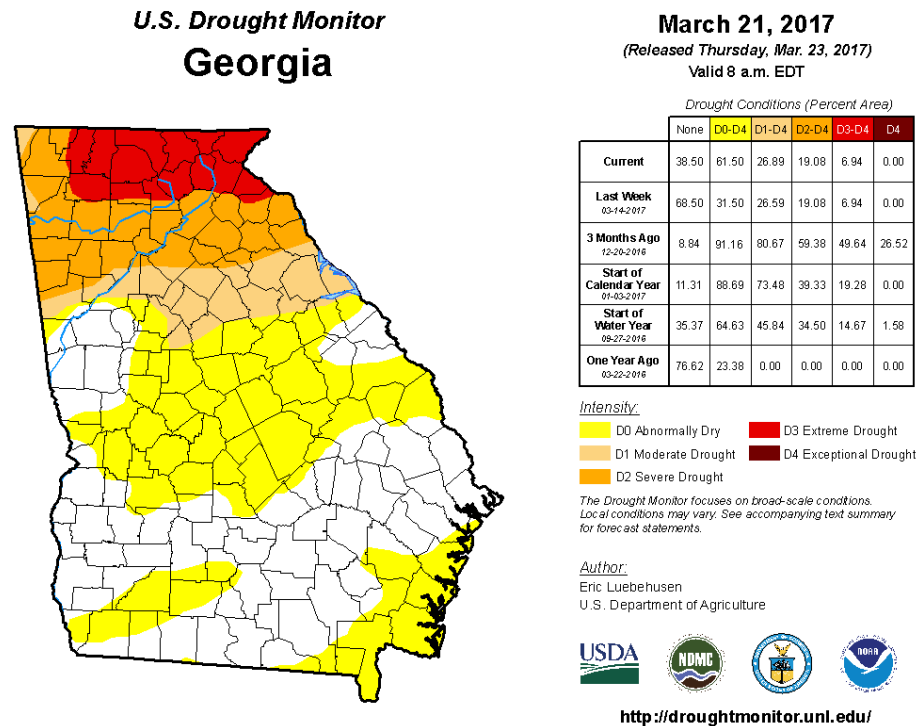 U.S. Drought Monitor
Georgia
March 21, 2017
(Released Thursday, Mar. 23, 2017)
Valid 8 a.m. EDT
Drought Conditions (Percent Area)
None D0-D4 D1-D4 D2-D4 D3-D4 D4
Current 38.50 61.50 26.89 19.08 6.94 0.00
Last Week
03-14-2017 68.50 31.50 26.59 19.08 6.94 0.00
3 Months Ago
12-20-2016 8.84 91.16 80.67 59.38 49.64 26.52
Start of
Calendar Year
01-03-2017 11.31 88.69 73.48 39.33 19.28 0.00
Start of
Water Year
09-27-2016 35.37 64.63 45.84 34.50 14.67 1.58
One Year Ago
03-22-2016 76.62 23.38 0.00 0.00 0.00 0.00
Intensity:
D0 Abnormally Dry
D1 Moderate Drought
D2 Severe Drought
D3 Extreme Drought
D4 Exceptional Drought
The Drought Monitor focuses on broad-scale conditions.
Local conditions may vary. See accompanying text summary
for forecast statements.
Author:
Eric Luebehusen
U.S. Department of Agriculture
USDA
NDMC
NOAA
http://droughtmonitor.unl.edu/